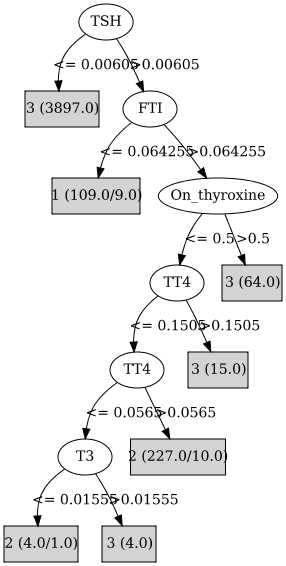 TSH
<= 0.00605 >0.00605
3 (3897.0)
FTI
<= 0.064255 >0.064255
1 (109.0/9.0)
On_thyroxine
<= 0.5 >0.5
TT4
3 (64.0)
<= 0.1505 >0.1505
TT4
3 (15.0)
<= 0.0565 >0.0565
T3
2 (227.0/10.0)
<= 0.01555 >0.01555
2 (4.0/1.0)
3 (4.0)